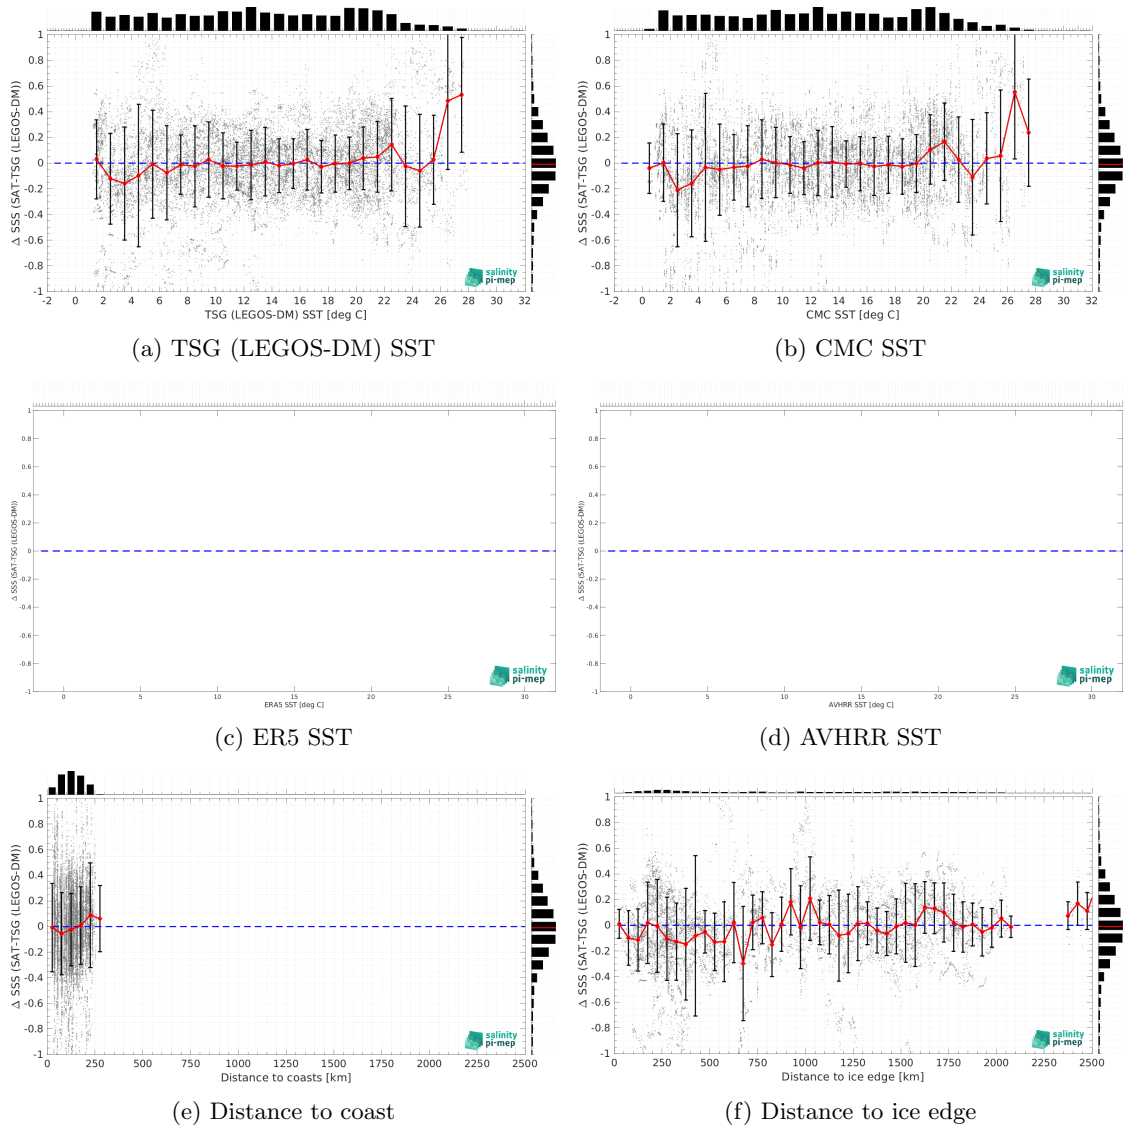 1
0.8
0.6
0.4
0.2
0
-0.2
-0.4
-0.6
-0.8
-1
Δ SSS (SAT-TSG (LEGOS-DM))
salinity
pi-mep
-2 0 2 4 6 8 10 12 14 16 18 20 22 24 26 28 30 32
TSG (LEGOS-DM) SST [deg C]
(a) TSG (LEGOS-DM) SST
1
0.8
0.6
0.4
0.2
0
-0.2
-0.4
-0.6
-0.8
-1
Δ SSS (SAT-TSG (LEGOS-DM))
salinity
pi-mep
-2 0 2 4 6 8 10 12 14 16 18 20 22 24 26 28 30 32
CMC SST [deg C]
(b) CMC SST
1
0.8
0.6
0.4
0.2
0
-0.2
-0.4
-0.6
-0.8
-1
Δ SSS (SAT-TSG (LEGOS-DM))
salinity
pi-mep
0 5 10 15 20 25 30
ERA5 SST [deg C]
(c) ER5 SST
1
0.8
0.6
0.4
0.2
0
-0.2
-0.4
-0.6
-0.8
-1
Δ SSS (SAT-TSG (LEGOS-DM))
salinity
pi-mep
0 5 10 15 20 25 30
AVHRR SST [deg C]
(d) AVHRR SST
1
0.8
0.6
0.4
0.2
0
-0.2
-0.4
-0.6
-0.8
-1
Δ SSS (SAT-TSG (LEGOS-DM))
salinity
pi-mep
0 250 500 750 1000 1250 1500 1750 2000 2250 2500
Distance to coasts [km]
(e) Distance to coast
1
0.8
0.6
0.4
0.2
0
-0.2
-0.4
-0.6
-0.8
-1
Δ SSS (SAT-TSG (LEGOS-DM))
salinity
pi-mep
0 250 500 750 1000 1250 1500 1750 2000 2250 2500
Distance to ice edge [km]
(f) Distance to ice edge